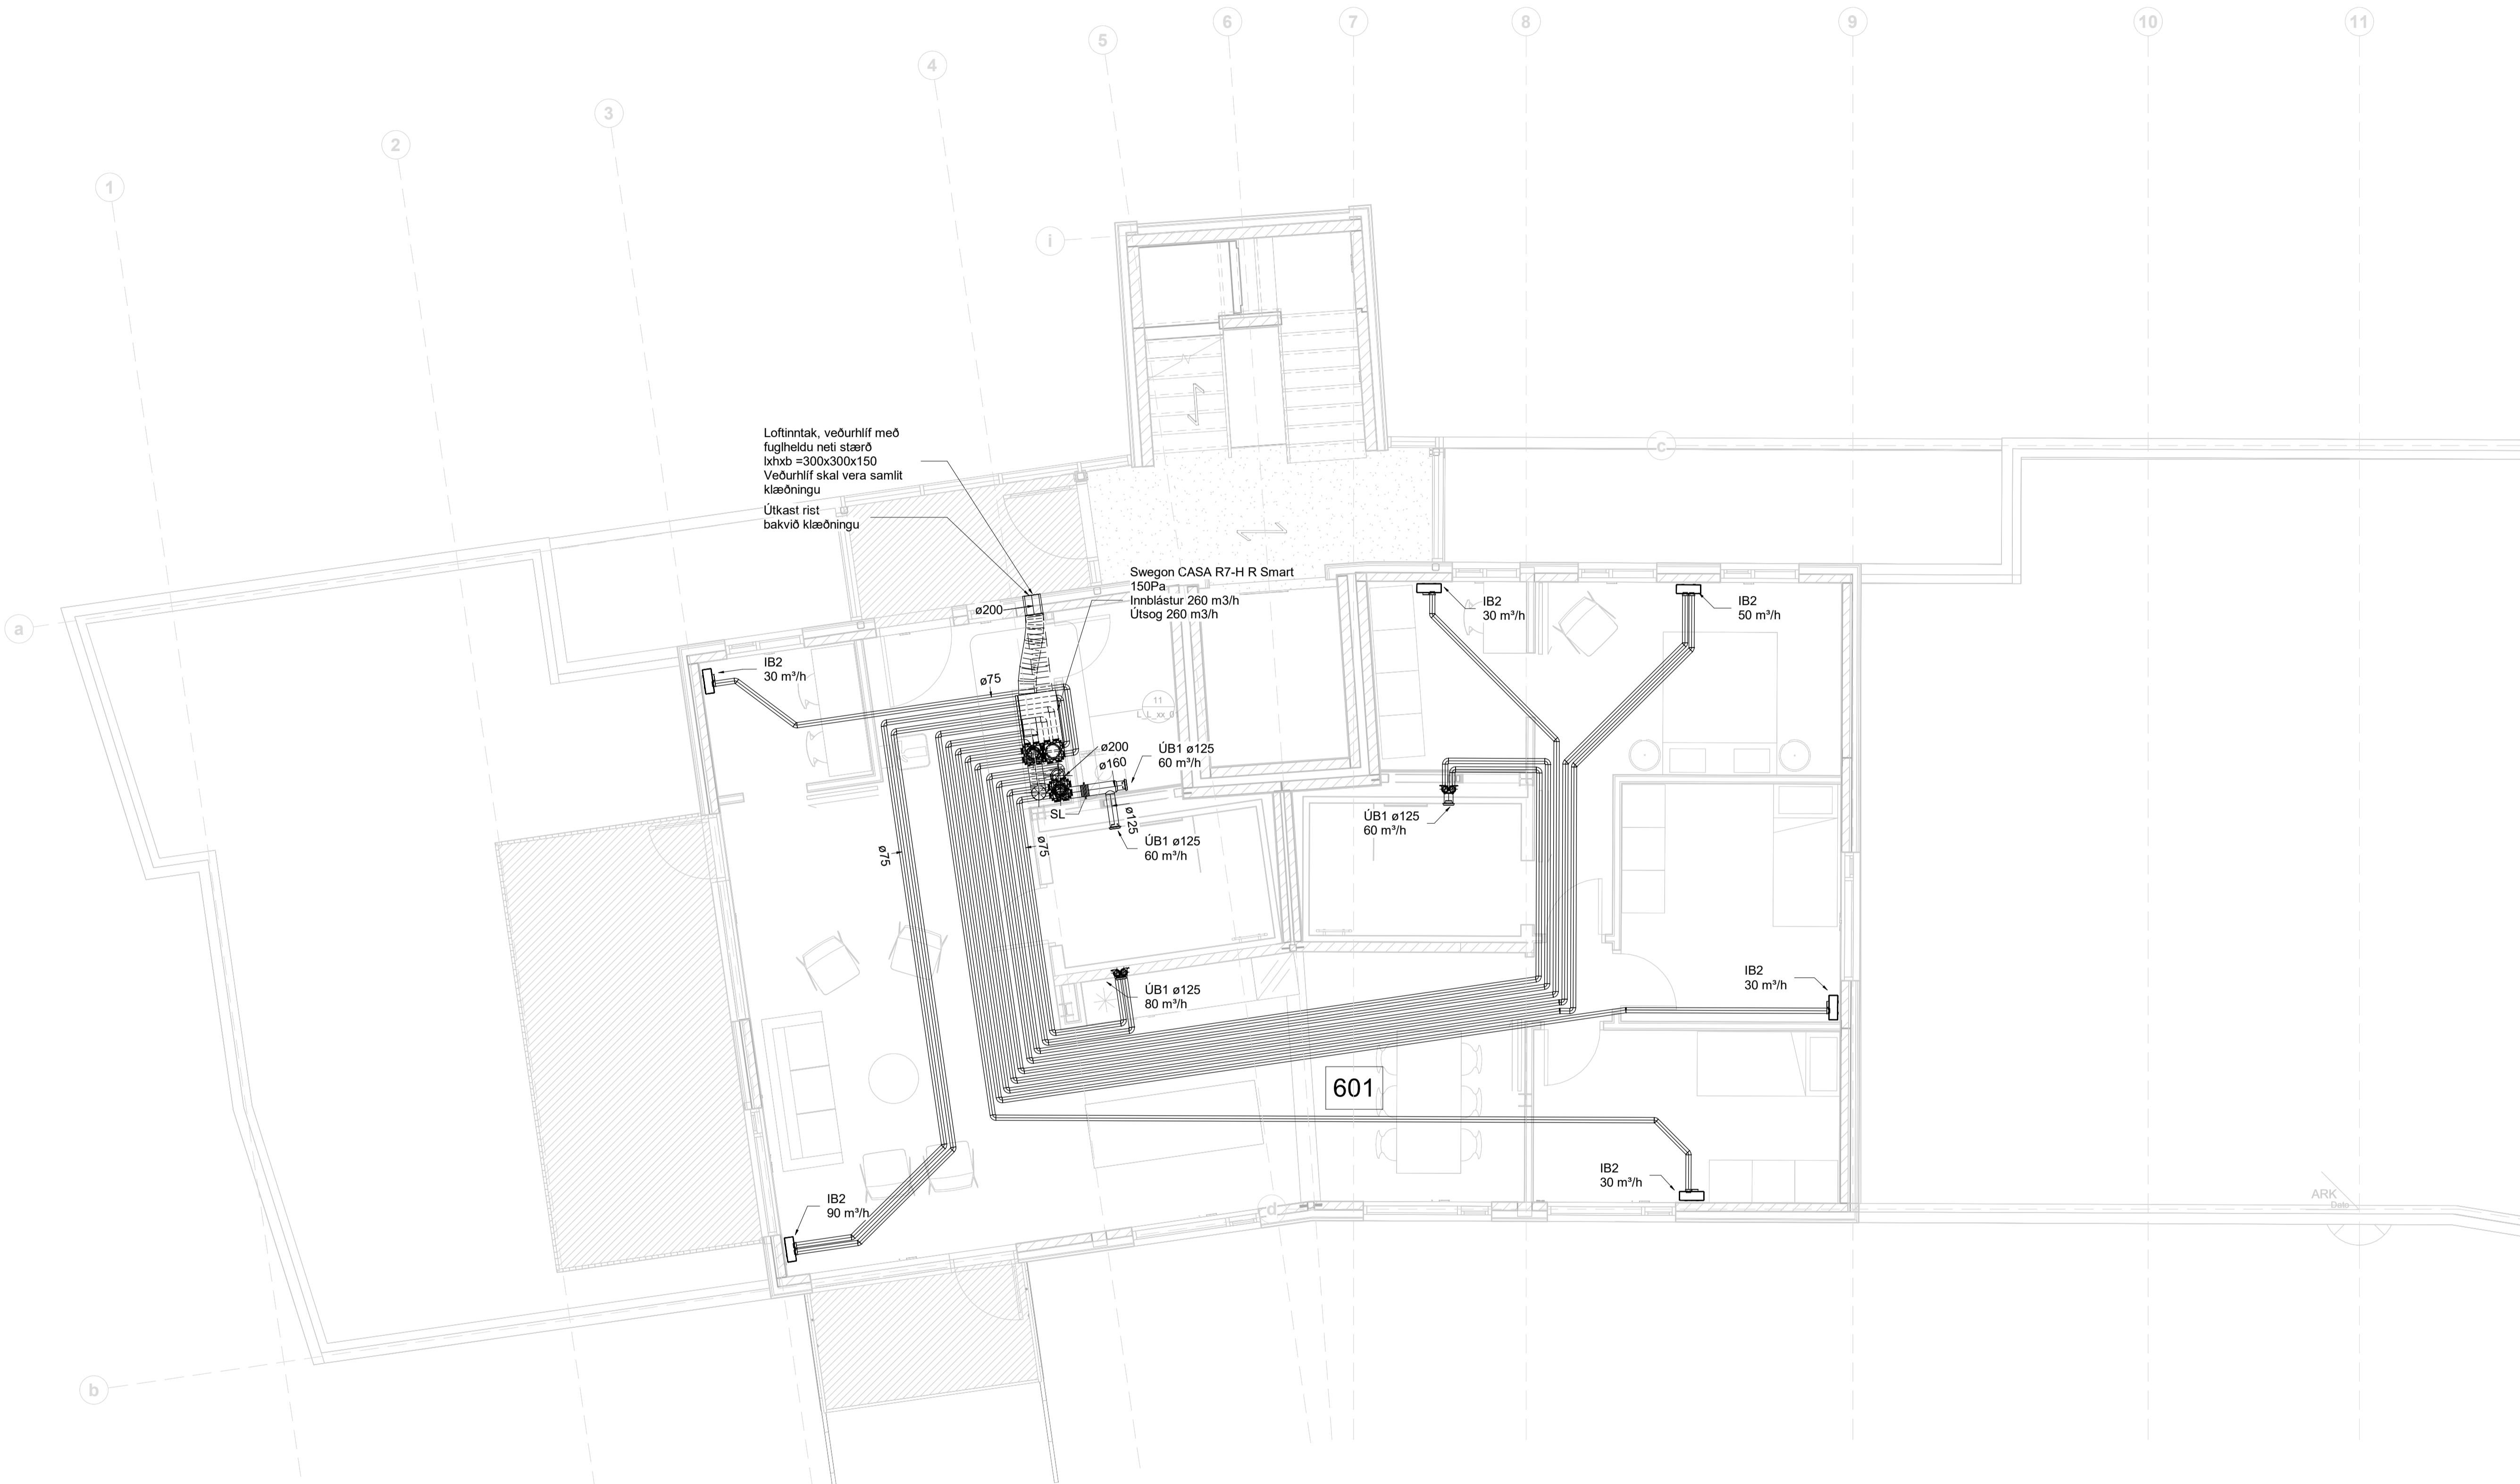 1
2
3
4
5
6
7
8
9
10
11
i
c
a
b
d
Loftinntak, veðurhlíf með
fuglheldu neti stærð
lxhxb =300x300x150
Veðurhlíf skal vera samlit
klæðningu
Útkast rist
bakvið klæðningu
ø200
Swegon CASA R7-H R Smart
150Pa
Innblástur 260 m3/h
Útsog 260 m3/h
IB2
30 m³/h
IB2
50 m³/h
IB2
30 m³/h
ø75
11
ø200
ø160
ÚB1 ø125
60 m³/h
SL
ø125
ÚB1 ø125
60 m³/h
ÚB1 ø125
60 m³/h
ø75
ø75
ÚB1 ø125
80 m³/h
IB2
30 m³/h
601
IB2
30 m³/h
IB2
90 m³/h
ARK
Dato